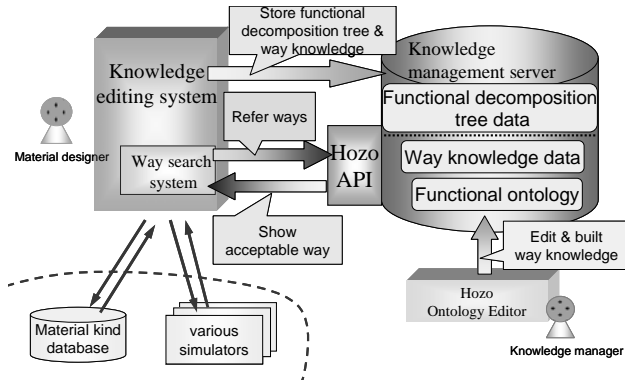 Store functional
decomposition tree &
way knowledge
Knowledge
editing system
Knowledge
management server
Functional decomposition
tree data
Refer ways
Material designer
Way search
system
Hozo
API
Way knowledge data
Functional ontology
Show
acceptable way
Edit & built
way knowledge
Hozo
Ontology Editor
Material kind
database
various
simulators
Knowledge manager